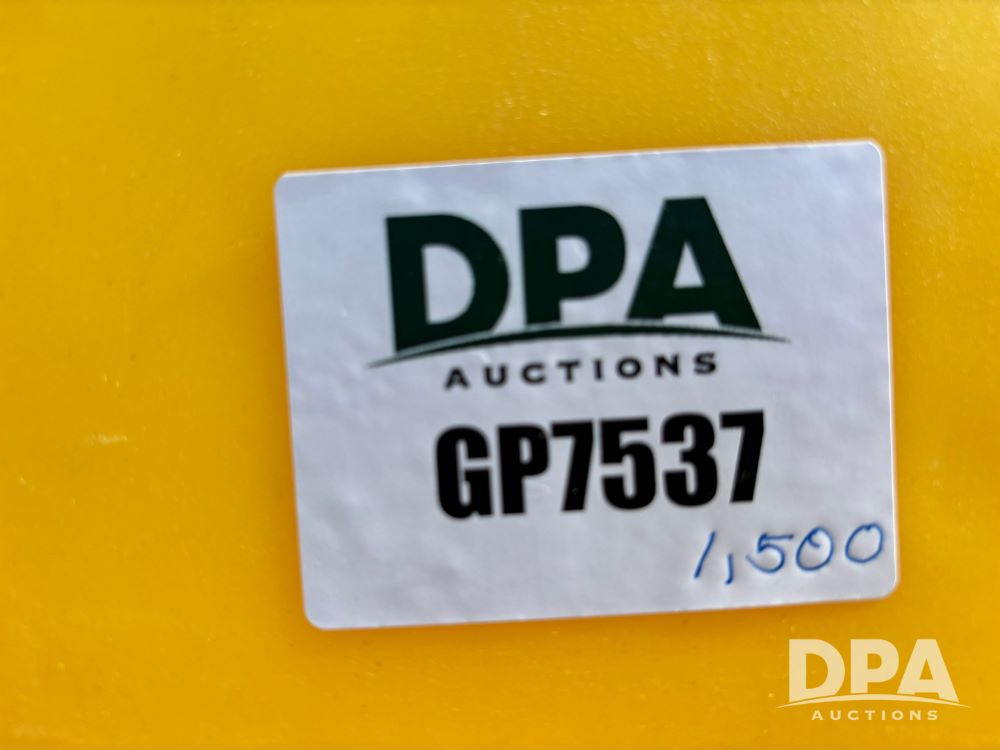 DPA
AUCTIONS
GP7537
1,500
DPA
AUCTIONS